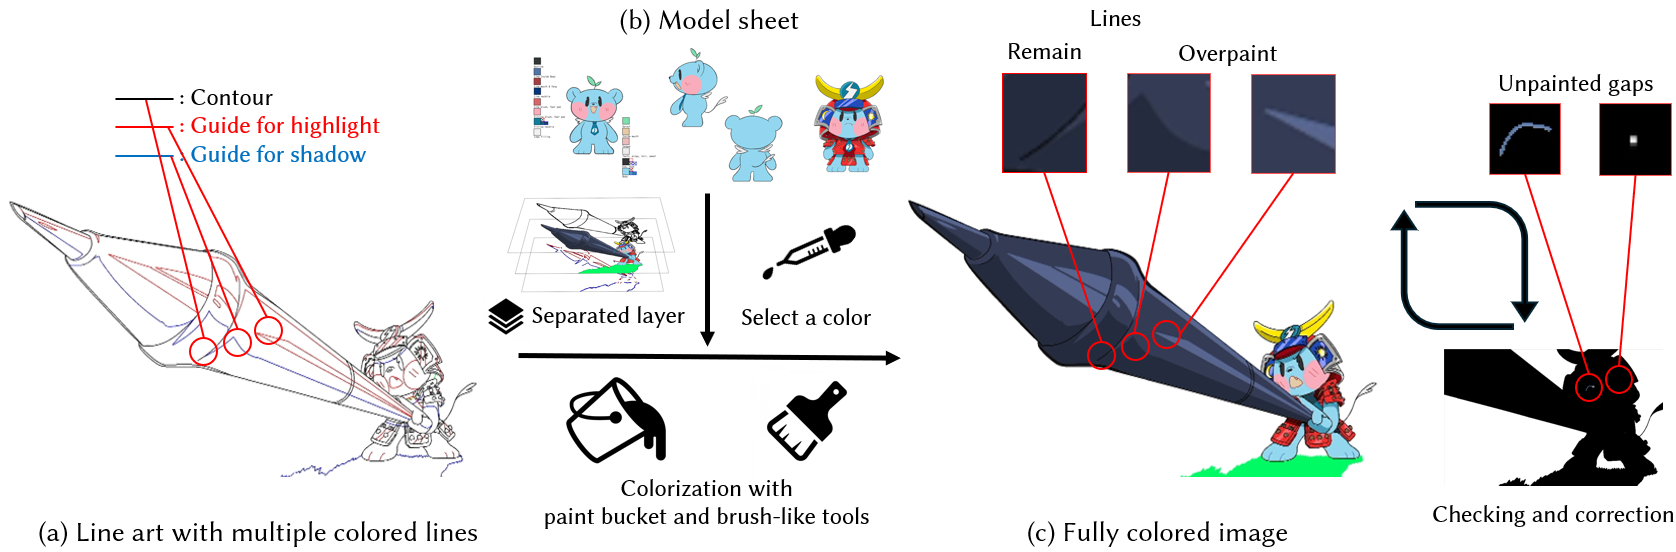 (b) Model sheet
Lines
Remain
Overpaint
Unpainted gaps
: Contour
: Guide for highlight
: Guide for shadow
Separated layer
Select a color
Colorization with
paint bucket and brush-like tools
(a) Line art with multiple colored lines
(c) Fully colored image
Checking and correction